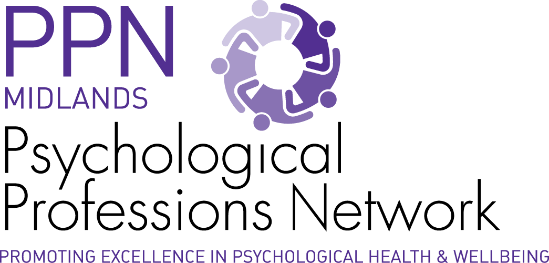 PPN
MIDLANDS
Psychological
Professions Network
PROMOTING EXCELLENCE IN PSYCHOLOGICAL HEALTH & WELLBEING